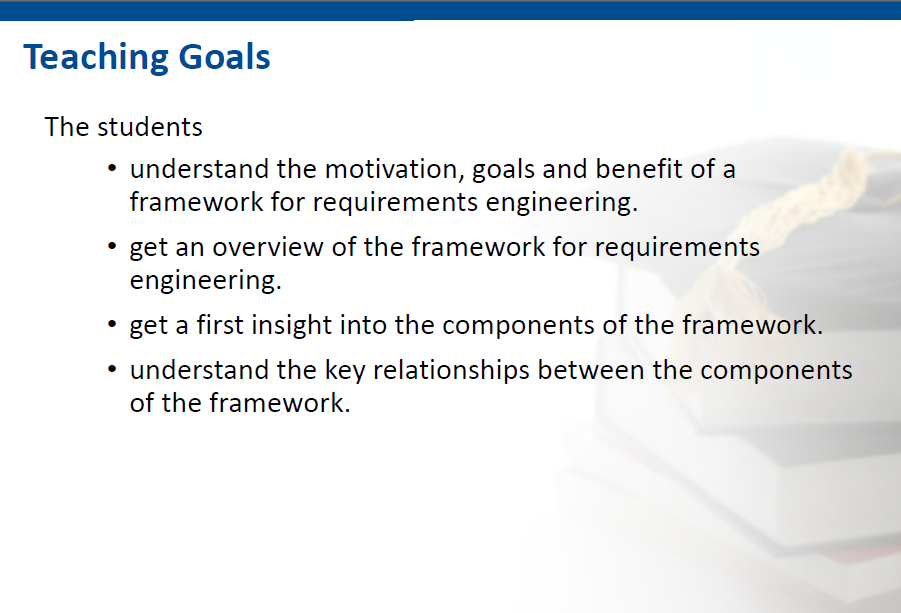 Teaching Goals
The students
• understand the motivation, goals and benefit of a
framework for requirements engineering.
• get an overview of the framework for requirements
engineering.
• get a first insight into the components of the framework.
• understand the key relationships between the components
of the framework.